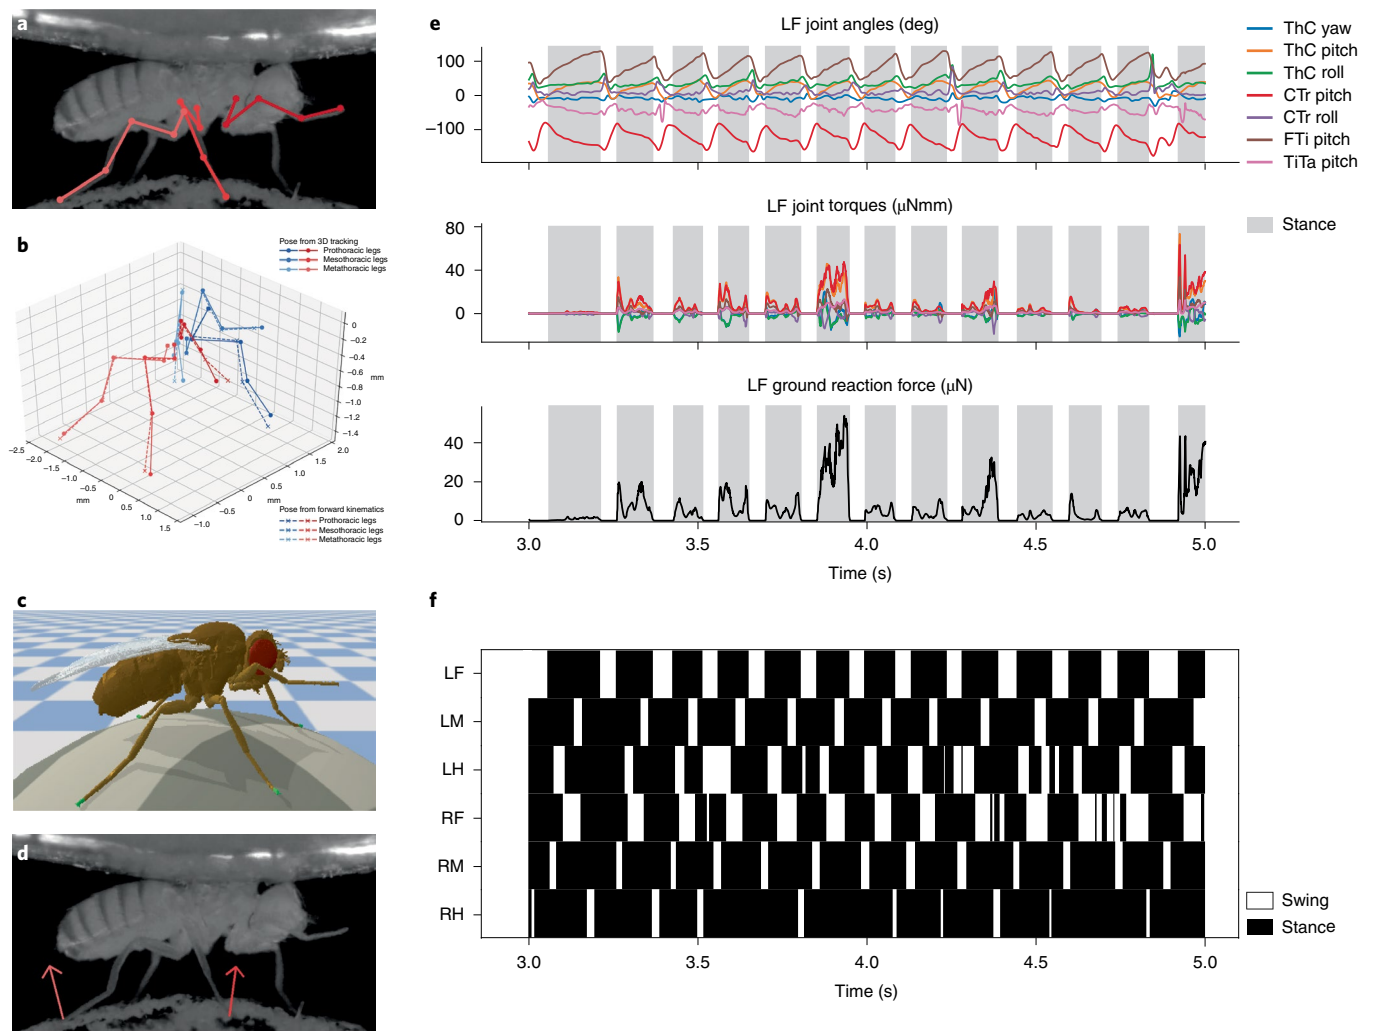 a
b
Pose from 3D tracking
Prothoracic legs
Mesothoracic legs
Metathoracic legs
0
−0.2
−0.4
−0.6
−0.8
−1.0
−1.2
−1.4
mm
−2.5
−2.0
−1.5
−1.0
−0.5
0
0.5
1.0
1.5
mm
−1.0
−0.5
0
0.5
1.0
1.5
2.0
mm
Pose from forward kinematics
Prothoracic legs
Mesothoracic legs
Metathoracic legs
c
d
e
LF joint angles (deg)
100
0
−100
ThC yaw
ThC pitch
ThC roll
CTr pitch
CTr roll
FTi pitch
TiTa pitch
Stance
LF joint torques (μNmm)
80
40
0
LF ground reaction force (μN)
40
20
0
3.0 3.5 4.0 4.5 5.0
Time (s)
f
LF
LM
LH
RF
RM
RH
Swing
Stance
3.0 3.5 4.0 4.5 5.0
Time (s)